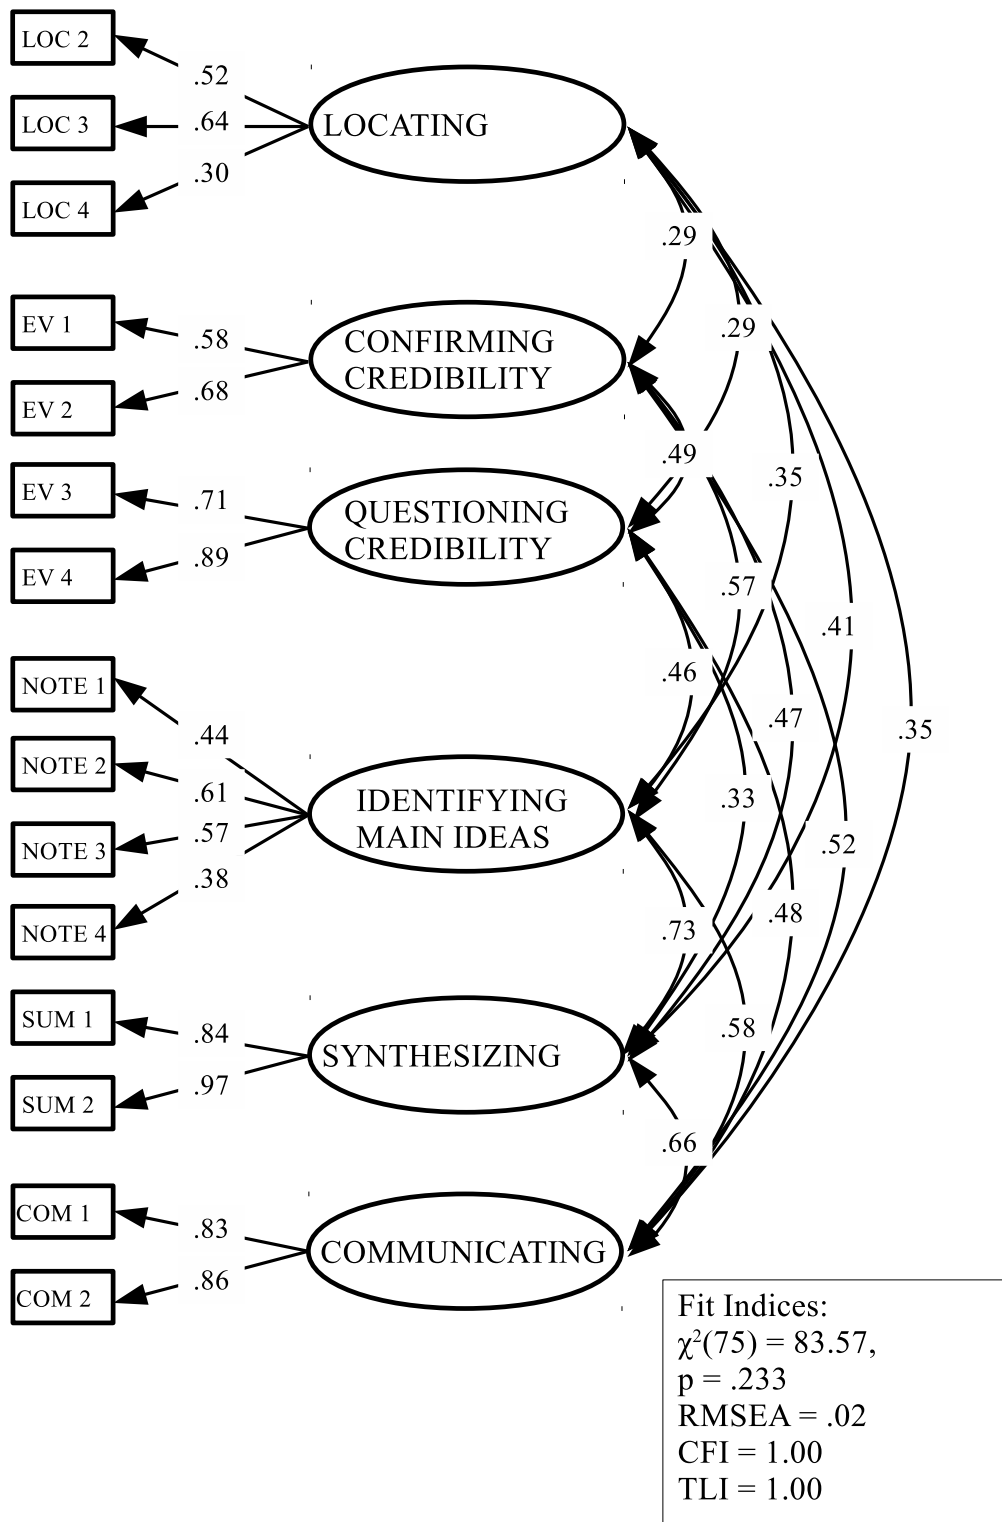 LOC 2
.52
LOC 3
.64
LOCATING
.30
LOC 4
.29
EV 1
.58
CONFIRMING
CREDIBILITY
.29
.68
EV 2
.49
.35
EV 3
.71
QUESTIONING
CREDIBILITY
.89
EV 4
.57
.41
.46
NOTE 1
.44
.47
.35
NOTE 2
.61
IDENTIFYING
MAIN IDEAS
.33
.57
NOTE 3
.52
.38
NOTE 4
.73
.48
SUM 1
.84
SYNTHESIZING
.58
.97
SUM 2
.66
COM 1
.83
COMMUNICATING
.86
COM 2
Fit Indices:
χ²(75) = 83.57,
p = .233
RMSEA = .02
CFI = 1.00
TLI = 1.00